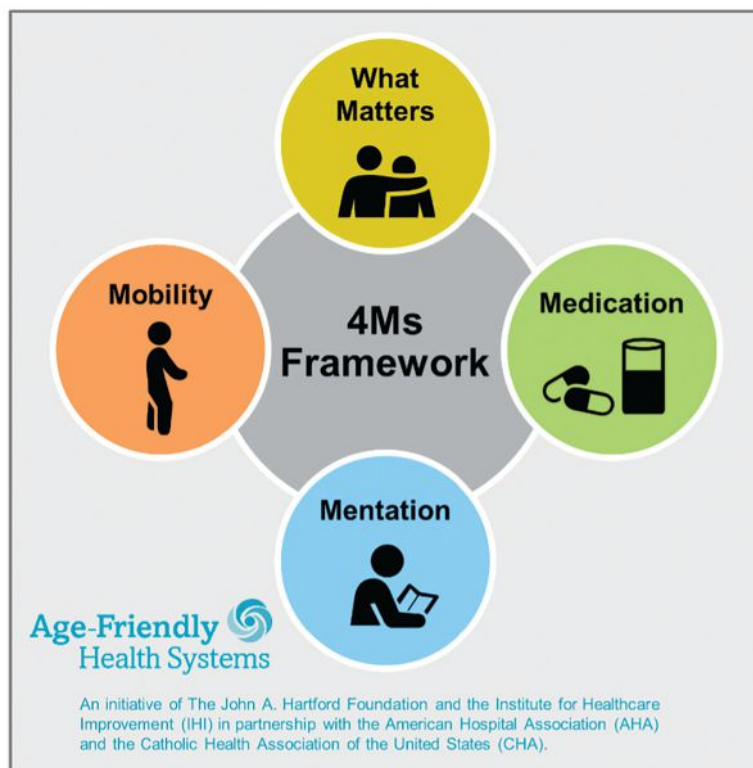 What
Matters
Mobility
4Ms
Framework
Medication
Mentation
Age-Friendly
Health Systems
An initiative of The John A. Hartford Foundation and the Institute for Healthcare
Improvement (IHI) in partnership with the American Hospital Association (AHA)
and the Catholic Health Association of the United States (CHA).